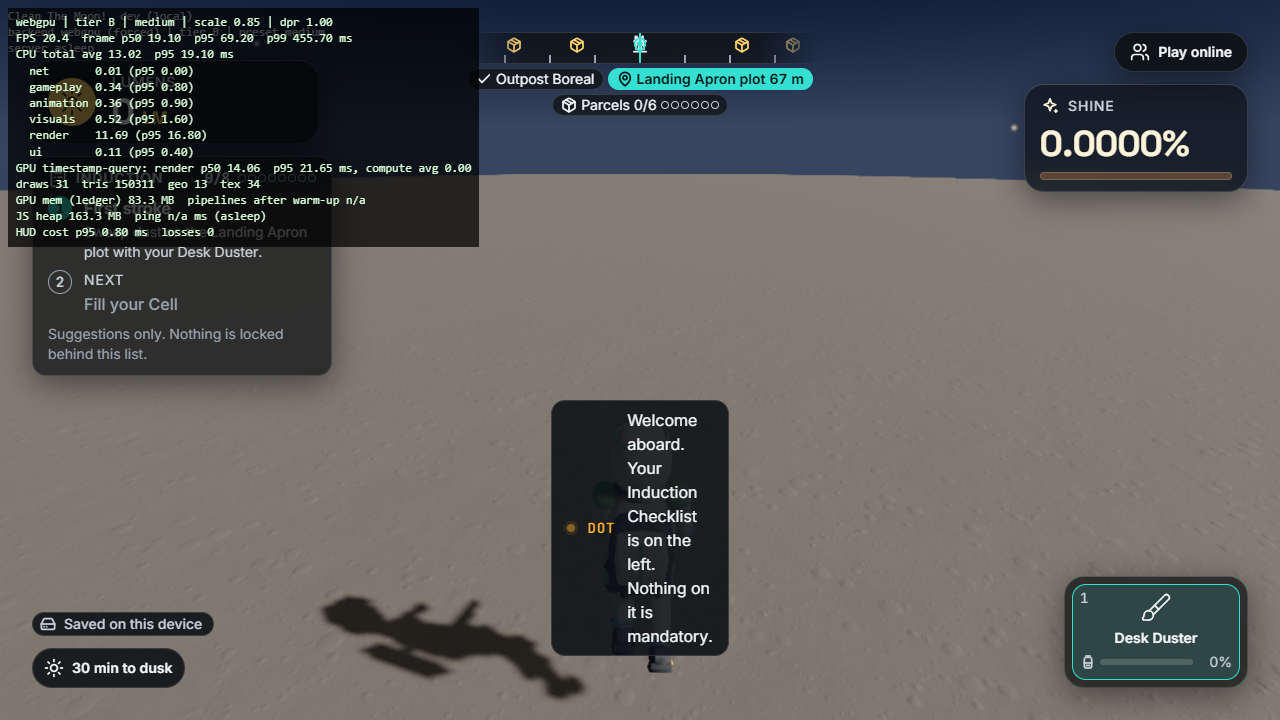 Clean The Moon! dev (local)
webgpu | tier B | medium | scale 0.85 | dpr 1.00
FPS 20.4 frame p50 19.10 p95 69.20 p99 455.70 ms
CPU total avg 13.02 p95 19.10 ms
net 0.01 (p95 0.00)
gameplay 0.34 (p95 0.80)
animation 0.36 (p95 0.90)
visuals 0.52 (p95 1.60)
render 11.69 (p95 16.80)
ui 0.11 (p95 0.40)
GPU timestamp-query: render p50 14.06 p95 21.65 ms, compute avg 0.00
draws 31 tris 150311 geo 13 tex 34
GPU mem (ledger) 83.3 MB pipelines after warm-up n/a
JS heap 163.3 MB ping n/a ms (asleep)
HUD cost p95 0.80 ms losses 0
First stroke
Landing Apron
plot with your Desk Duster.
2 NEXT
Fill your Cell
Suggestions only. Nothing is locked
behind this list.
Outpost Boreal
Landing Apron plot 67 m
Parcels 0/6
Play online
SHINE
0.0000%
DOT
Welcome
aboard.
Your
Induction
Checklist
is on the
left.
Nothing on
it is
mandatory.
Saved on this device
30 min to dusk
1
Desk Duster
0%